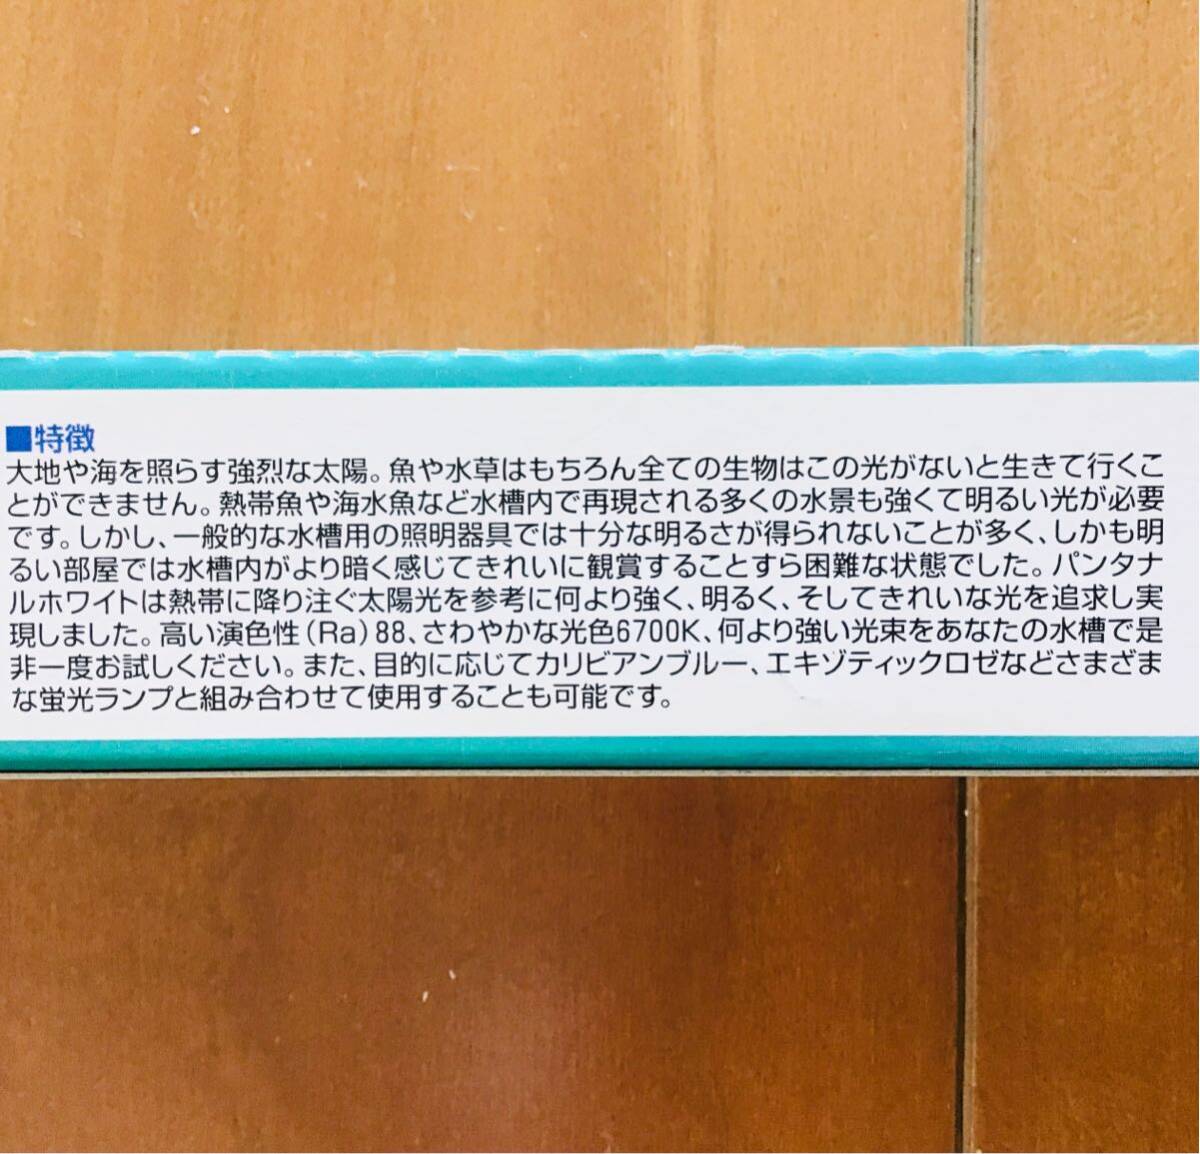 ■特徴
大地や海を照らす強烈な太陽。魚や水草はもちろん全ての生物はこの光がないと生きて行くこ
とができません。熱帯魚や海水魚など水槽内で再現される多くの水景も強くて明るい光が必要
です。しかし、一般的な水槽用の照明器具では十分な明るさが得られないことが多く、しかも明
るい部屋では水槽内がより暗く感じてきれいに観賞することすら困難な状態でした。パンタナ
ルホワイトは熱帯に降り注ぐ太陽光を参考に何より強く、明るく、そしてきれいな光を追求し実
現しました。高い演色性(Ra)88、さわやかな光色6700K、何より強い光束をあなたの水槽で是
非一度お試しください。また、目的に応じてカリビアンブルー、エキゾティックロゼなどさまざま
な蛍光ランプと組み合わせて使用することも可能です。